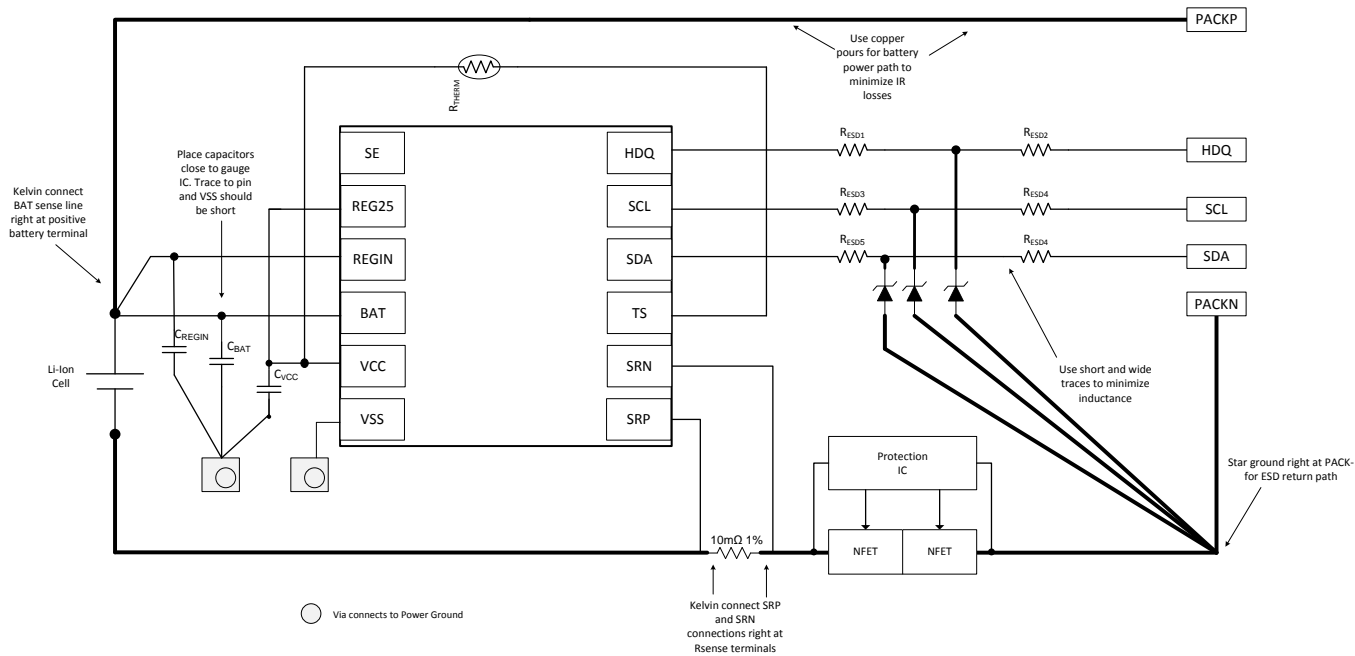 PACKP
Use copper
pours for battery
power path to
minimize IR
losses
RTHERM
RESD1
RESD2
SE
HDQ
HDQ
Place capacitors
close to gauge
IC. Trace to pin
and VSS should
be short
Kelvin connect
BAT sense line
right at positive
battery terminal
REG25
RESD3
RESD4
SCL
SCL
RESD5
RESD4
REGIN
SDA
SDA
BAT
TS
PACKN
CREGIN
CBAT
CVCC
Li-Ion
Cell
VCC
SRN
Use short and wide
traces to minimize
inductance
VSS
SRP
Protection
IC
Star ground right at PACK-
for ESD return path
10mΩ 1%
NFET
NFET
Via connects to Power Ground
Kelvin connect SRP
and SRN
connections right at
Rsense terminals